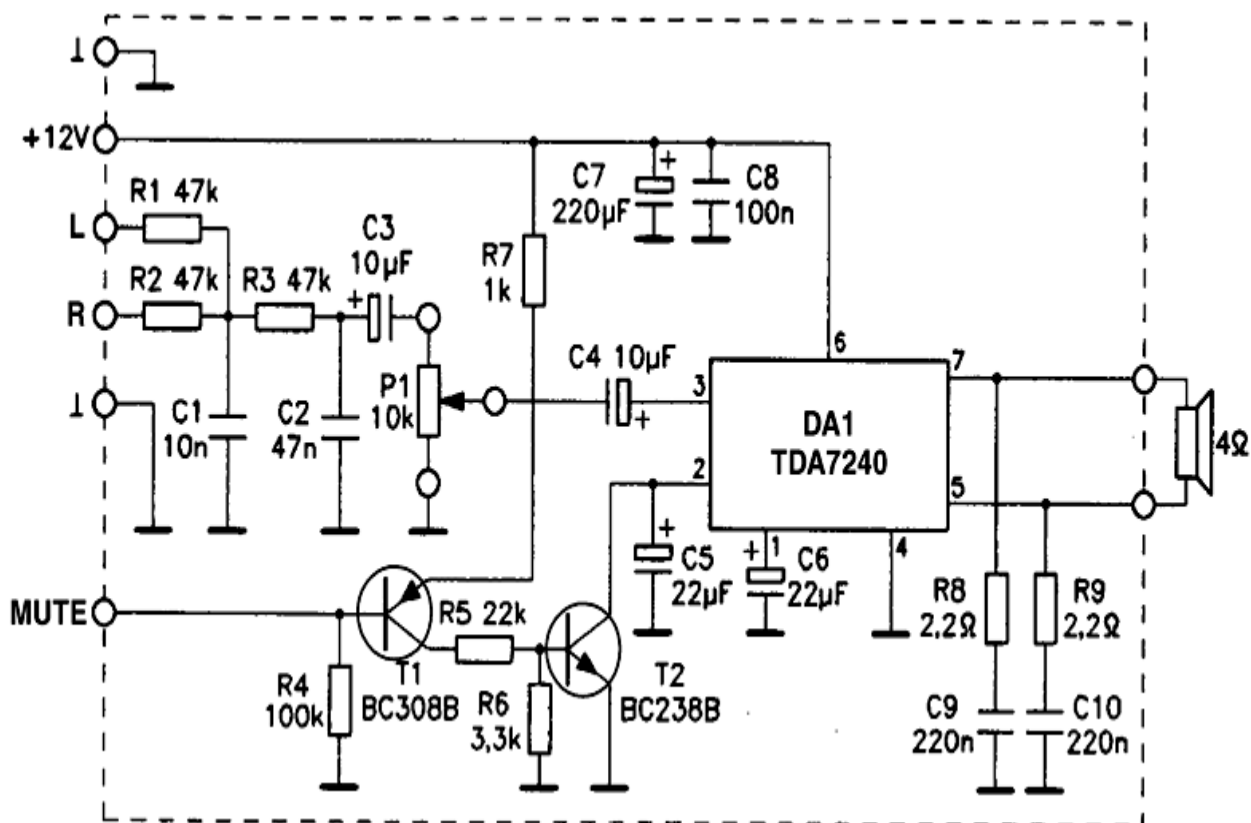 ⊥
+12V
R1 47k
L
R2 47k
R3 47k
R
C3
10µF
+
R7
1k
C7
220µF
+
C8
100n
⊥
C1
10n
C2
47n
P1
10k
C4 10µF
+
3
6
7
DA1
TDA7240
2
5
1
4
4Ω
+
C5
22µF
+
C6
22µF
R8
2,2Ω
R9
2,2Ω
MUTE
R5 22k
T1
BC308B
R4
100k
R6
3,3k
T2
BC238B
C9
220n
C10
220n